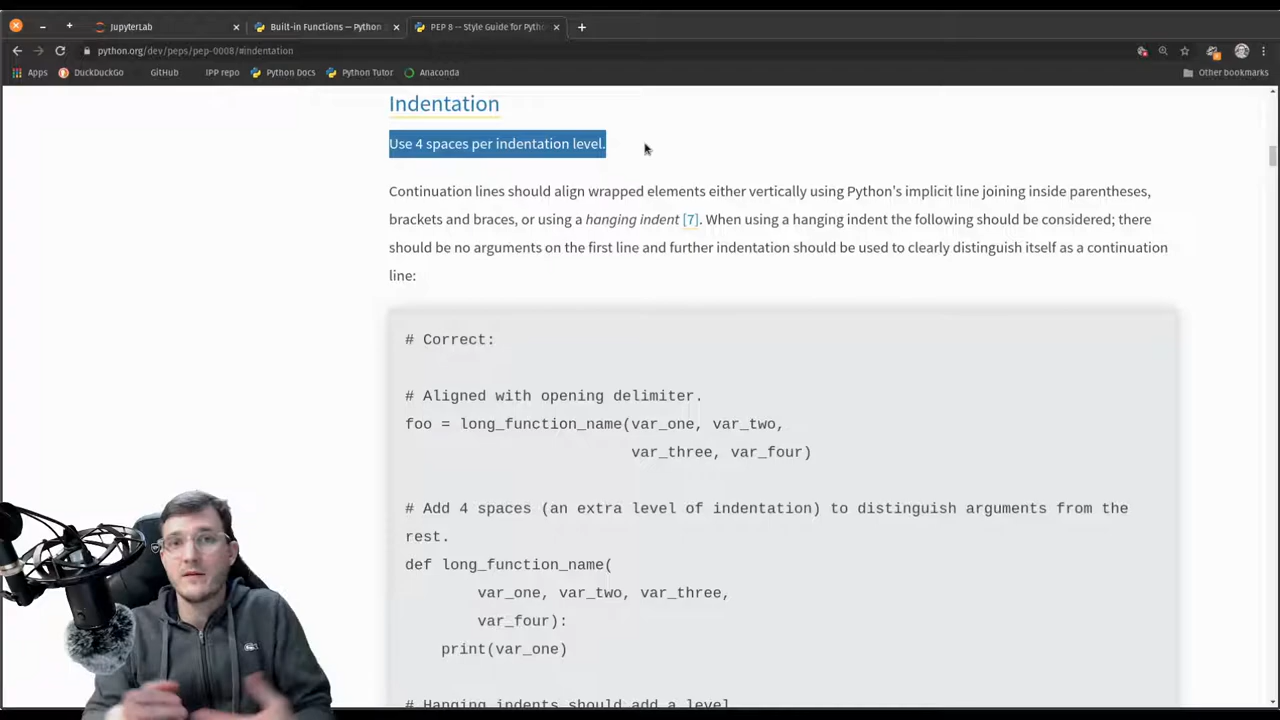 JupyterLab
Built-in Functions — Python
PEP 8 -- Style Guide for Pytho
python.org/dev/peps/pep-0008/#indentation
Apps DuckDuckGo GitHub IPP repo Python Docs Python Tutor Anaconda Other bookmarks
Indentation
Use 4 spaces per indentation level.
Continuation lines should align wrapped elements either vertically using Python's implicit line joining inside parentheses,
brackets and braces, or using a hanging indent [7]. When using a hanging indent the following should be considered; there
should be no arguments on the first line and further indentation should be used to clearly distinguish itself as a continuation
line:
# Correct:
# Aligned with opening delimiter.
foo = long_function_name(var_one, var_two,
var_three, var_four)
# Add 4 spaces (an extra level of indentation) to distinguish arguments from the
rest.
def long_function_name(
var_one, var_two, var_three,
var_four):
print(var_one)
# Hanging indents should add a level.